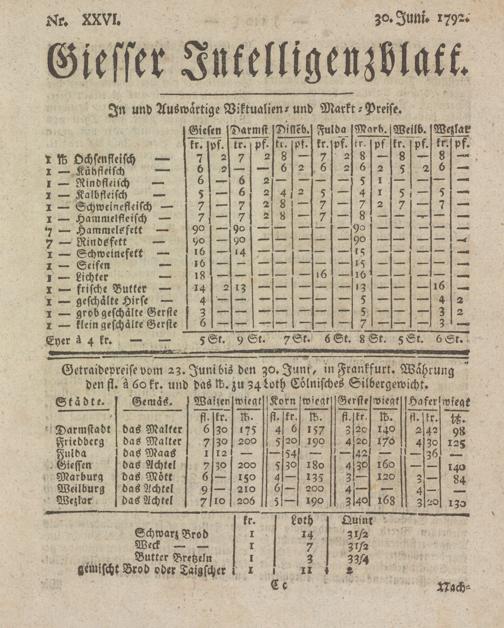 Nr. XXVI. 30. Juni. 1792.
Giesser Intelligenzblatt.
In und Auswärtige Viktualien- und Markt-Preise.
Giesen Darmst Dillēb. Fulda Marb. Weilb. Wezlar
kr. pf. kr. pf. kr. pf. kr. pf. kr. pf. kr. pf. kr. pf.
1 ℔ Ochsenfleisch — 7 2 7 2 8 — 7 2 8 — 8 — 8 —
1 — Kühfleisch — 6 2 — — 6 2 6 2 6 2 5 2 6 —
1 — Rindfleisch — 6 — 6 2 — — — — 5 1 — — — —
1 — Kalbfleisch — 5 — 6 2 4 2 5 — 4 1 5 — 5 —
1 — Schweinefleisch — 7 — 7 2 8 — 7 — 7 2 7 — 7 —
1 — Hammelfleisch — 7 — 7 2 8 — 7 — 8 — — — — —
7 — Hammelsfett — 90 — 90 — — — — — 90 — — — — —
7 — Rindsfett — 90 — 90 — — — — — 90 — — — — —
1 — Schweinefett — 16 — 14 — — — — — 15 — — — — —
1 — Seifen — 16 — — — — — — — 15 — — — — —
1 — Lichter — 18 — — — — — 16 — 16 — — — — —
1 — frische Butter — 14 2 13 — — — — — 13 — — — 16 —
1 — geschälte Hirse — 4 — — — — — — — 5 — — — 4 2
1 — grob geschälte Gerste 3 — — — — — — — 5 — — — 3 2
1 — klein geschälte Gerste 6 — — — — — — — 7 — — — 3 2
Eyer à 4 kr. — — 5 St. 9 St. 7 St. 6 St. 8 St. 5 St. 6 St.
Getraidepreise vom 23. Juni bis den 30. Juni, in Frankfurt. Währung
den fl. à 60 kr. und das ℔. zu 34 Loth Cölnisches Silbergewicht.
Städte. Gemäs. Waizen wiegt Korn wiegt Gerste wiegt Hafer wiegt
fl. kr. ℔. fl. kr. ℔. fl. kr. ℔. fl. kr. ℔.
Darmstadt das Malter 6 30 175 4 6 157 3 20 140 2 42 98
Friedberg das Malter 7 30 200 5 20 190 4 20 176 4 30 125
Fulda das Maas 1 12 — — 54 — — 42 — — 36 —
Giessen das Achtel 7 30 200 5 30 180 4 30 160 — — 140
Marburg das Mött 6 — 150 4 — 135 3 — 120 3 84
Weilburg das Achtel 9 — 210 6 — 200 — — — 4 —
Wezlar das Achtel 7 10 206 5 — 190 3 40 168 3 20 130
kr. Loth Quint
Schwarz Brod 1 14 3 1/2
Weck — — 1 7 3 1/2
Butter Bretzeln 1 3 3 3/4
gemischt Brod oder Taigscher 1 11 2
Cc Nach-